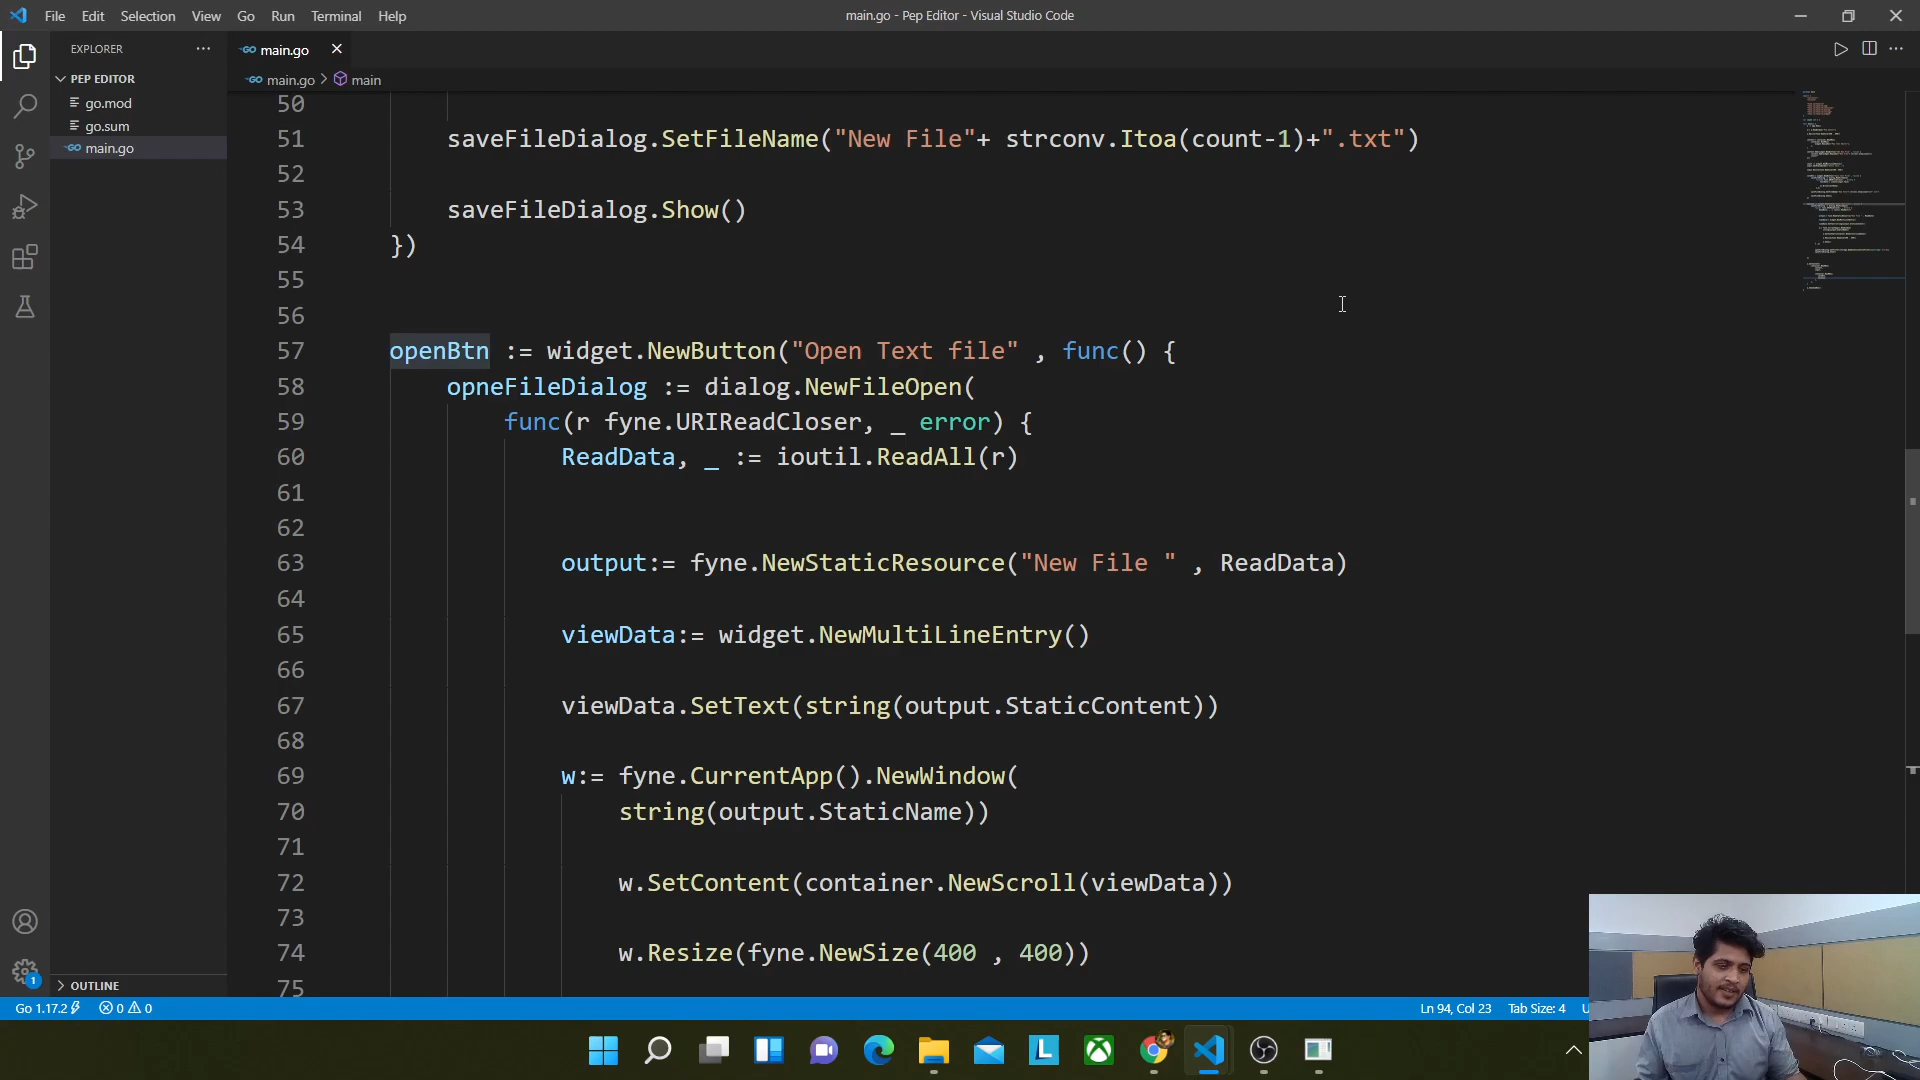 File Edit Selection View Go Run Terminal Help
main.go - Pep Editor - Visual Studio Code
EXPLORER
main.go
PEP EDITOR
go.mod
go.sum
main.go
main.go > main
50
51 saveFileDialog.SetFileName("New File"+ strconv.Itoa(count-1)+".txt")
52
53 saveFileDialog.Show()
54 })
55
56
57 openBtn := widget.NewButton("Open Text file" , func() {
58 opneFileDialog := dialog.NewFileOpen(
59 func(r fyne.URIReadCloser, _ error) {
60 ReadData, _ := ioutil.ReadAll(r)
61
62
63 output:= fyne.NewStaticResource("New File " , ReadData)
64
65 viewData:= widget.NewMultiLineEntry()
66
67 viewData.SetText(string(output.StaticContent))
68
69 w:= fyne.CurrentApp().NewWindow(
70 string(output.StaticName))
71
72 w.SetContent(container.NewScroll(viewData))
73
74 w.Resize(fyne.NewSize(400 , 400))
75
OUTLINE
1
Go 1.17.2 0 0 Ln 94, Col 23 Tab Size: 4 U
L